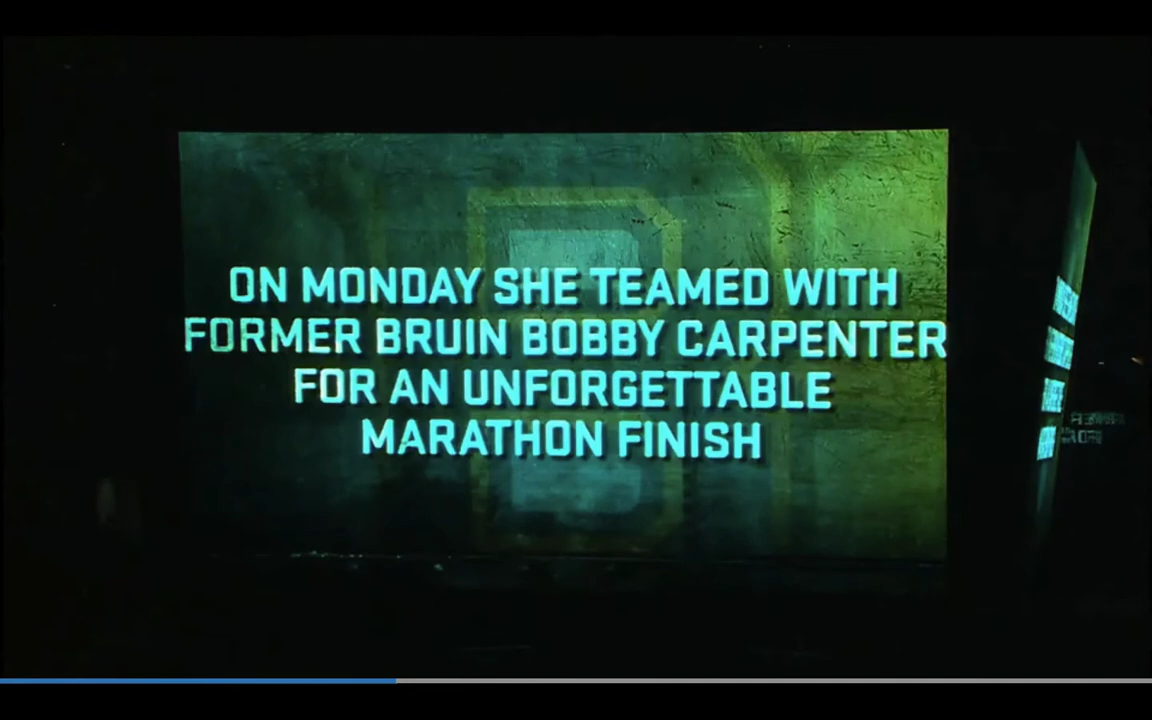 ON MONDAY SHE TEAMED WITH
FORMER BRUIN BOBBY CARPENTER
FOR AN UNFORGETTABLE
MARATHON FINISH